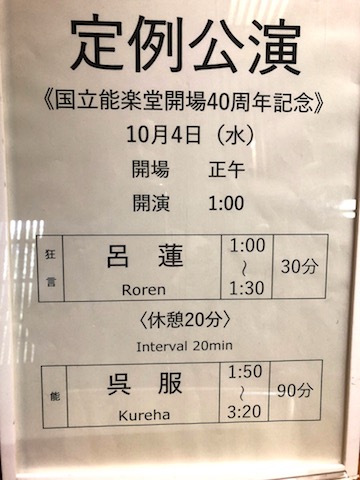 定例公演
《国立能楽堂開場40周年記念》
10月4日（水）
開場　正午
開演　1:00
狂言　呂蓮　Roren　1:00～1:30　30分
〈休憩20分〉
Interval 20min
能　呉服　Kureha　1:50～3:20　90分